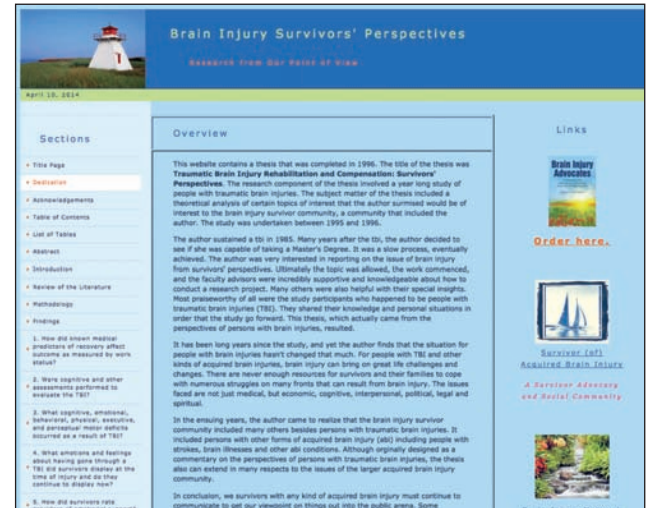 Brain Injury Survivors' Perspectives
Research from Our Point of View
April 10, 2014
Sections
Title Page
Dedication
Acknowledgements
Table of Contents
List of Tables
Abstract
Introduction
Review of the Literature
Methodology
Findings
1. How did known medical
predictors of recovery affect
outcome as measured by work
status?
2. Were cognitive and other
assessments performed to
evaluate the TBI?
3. What cognitive, emotional,
behavioral, physical, executive,
and perceptual motor deficits
occurred as a result of TBI?
4. What emotions and feelings
about having gone through a
TBI did survivors display at the
time of injury and do they
continue to display now?
5. How did survivors rate
Overview
This website contains a thesis that was completed in 1996. The title of the thesis was
Traumatic Brain Injury Rehabilitation and Compensation: Survivors'
Perspectives. The research component of the thesis involved a year long study of
people with traumatic brain injuries. The subject matter of the thesis included a
theoretical analysis of certain topics of interest that the author surmised would be of
interest to the brain injury survivor community, a community that included the
author. The study was undertaken between 1995 and 1996.
The author sustained a tbi in 1985. Many years after the tbi, the author decided to
see if she was capable of taking a Master's Degree. It was a slow process, eventually
achieved. The author was very interested in reporting on the issue of brain injury
from survivors' perspectives. Ultimately the topic was allowed, the work commenced,
and the faculty advisors were incredibly supportive and knowledgeable about how to
conduct a research project. Many others were also helpful with their special insights.
Most praiseworthy of all were the study participants who happened to be people with
traumatic brain injuries (TBI). They shared their knowledge and personal situations in
order that the study go forward. This thesis, which actually came from the
perspectives of persons with brain injuries, resulted.
It has been long years since the study, and yet the author finds that the situation for
people with brain injuries hasn't changed that much. For people with TBI and other
kinds of acquired brain injuries, brain injury can bring on great life challenges and
changes. There are never enough resources for survivors and their families to cope
with numerous struggles on many fronts that can result from brain injury. The issues
faced are not just medical, but economic, cognitive, interpersonal, political, legal and
spiritual.
In the ensuing years, the author came to realize that the brain injury survivor
community included many others besides persons with traumatic brain injuries. It
included persons with other forms of acquired brain injury (abi) including people with
strokes, brain illnesses and other abi conditions. Although orginally designed as a
commentary on the perspectives of persons with traumatic brain injuries, the thesis
also can extend in many respects to the issues of the larger acquired brain injury
community.
In conclusion, we survivors with any kind of acquired brain injury must continue to
communicate to get our viewpoint on things out into the public arena. Some
Links
Brain Injury
Advocates
Order here.
Survivor (of)
Acquired Brain Injury
A Survivor Advocacy
and Social Community